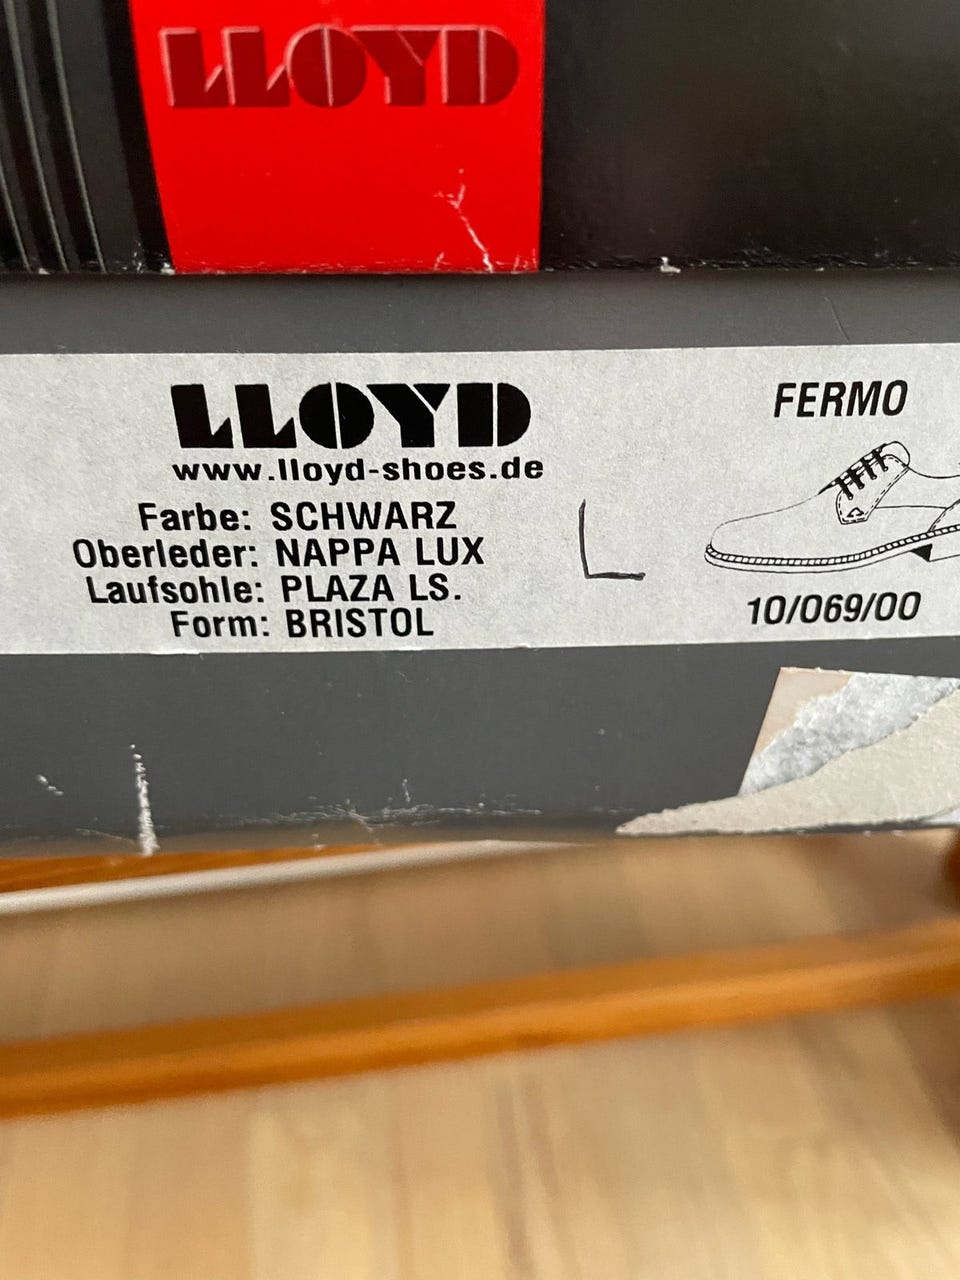 LLOYD
LLOYD
www.lloyd-shoes.de
Farbe: SCHWARZ
Oberleder: NAPPA LUX
Laufsohle: PLAZA LS.
Form: BRISTOL
L
FERMO
10/069/00